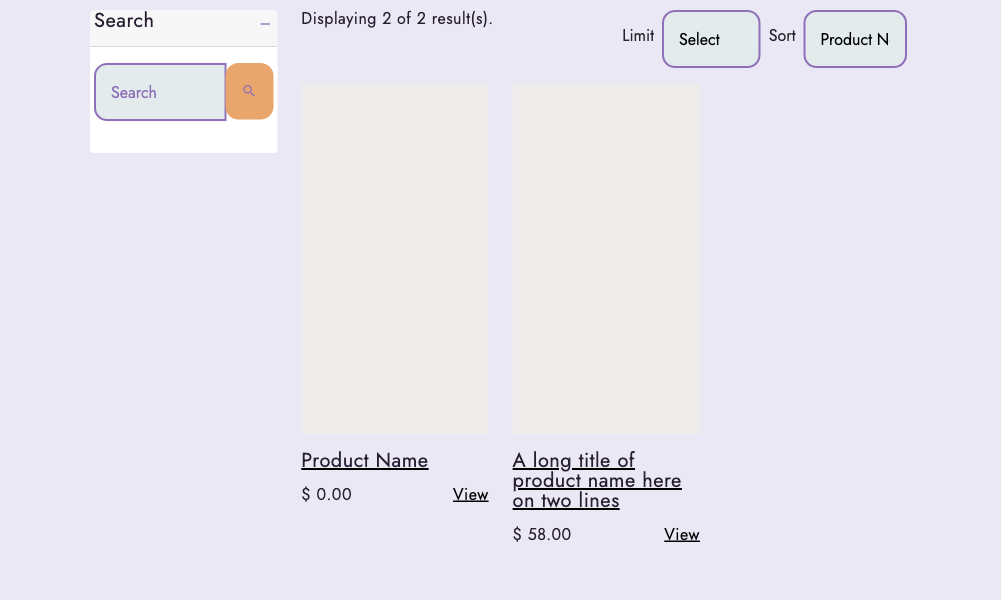 Search
Search
Displaying 2 of 2 result(s).
Limit
Select
Sort
Product N
Product Name
$ 0.00
View
A long title of
product name here
on two lines
$ 58.00
View